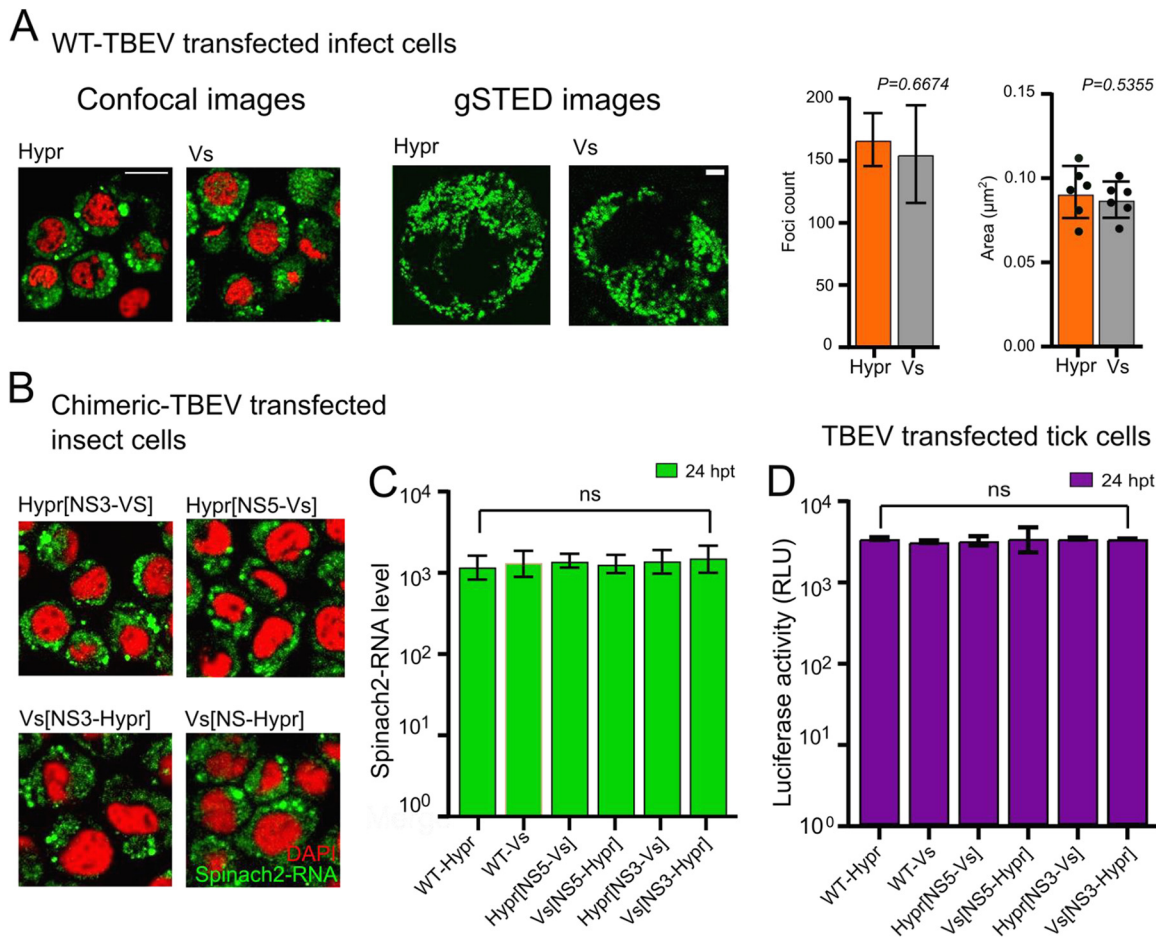 A WT-TBEV transfected infect cells
Confocal images
gSTED images
Hypr
Vs
Hypr
Vs
P=0.6674
Foci count
200
150
100
50
0
Hypr
Vs
P=0.5355
Area (µm²)
0.15
0.10
0.05
0.00
Hypr
Vs
B Chimeric-TBEV transfected
insect cells
Hypr[NS3-VS]
Hypr[NS5-Vs]
Vs[NS3-Hypr]
Vs[NS-Hypr]
DAPI
Spinach2-RNA
C
24 hpt
ns
Spinach2-RNA level
10⁴
10³
10²
10¹
10⁰
WT-Hypr
WT-Vs
Hypr[NS5-Vs]
Vs[NS5-Hypr]
Hypr[NS3-Vs]
Vs[NS3-Hypr]
TBEV transfected tick cells
D
24 hpt
ns
Luciferase activity (RLU)
10⁴
10³
10²
10¹
10⁰
WT-Hypr
WT-Vs
Hypr[NS5-Vs]
Vs[NS5-Hypr]
Hypr[NS3-Vs]
Vs[NS3-Hypr]